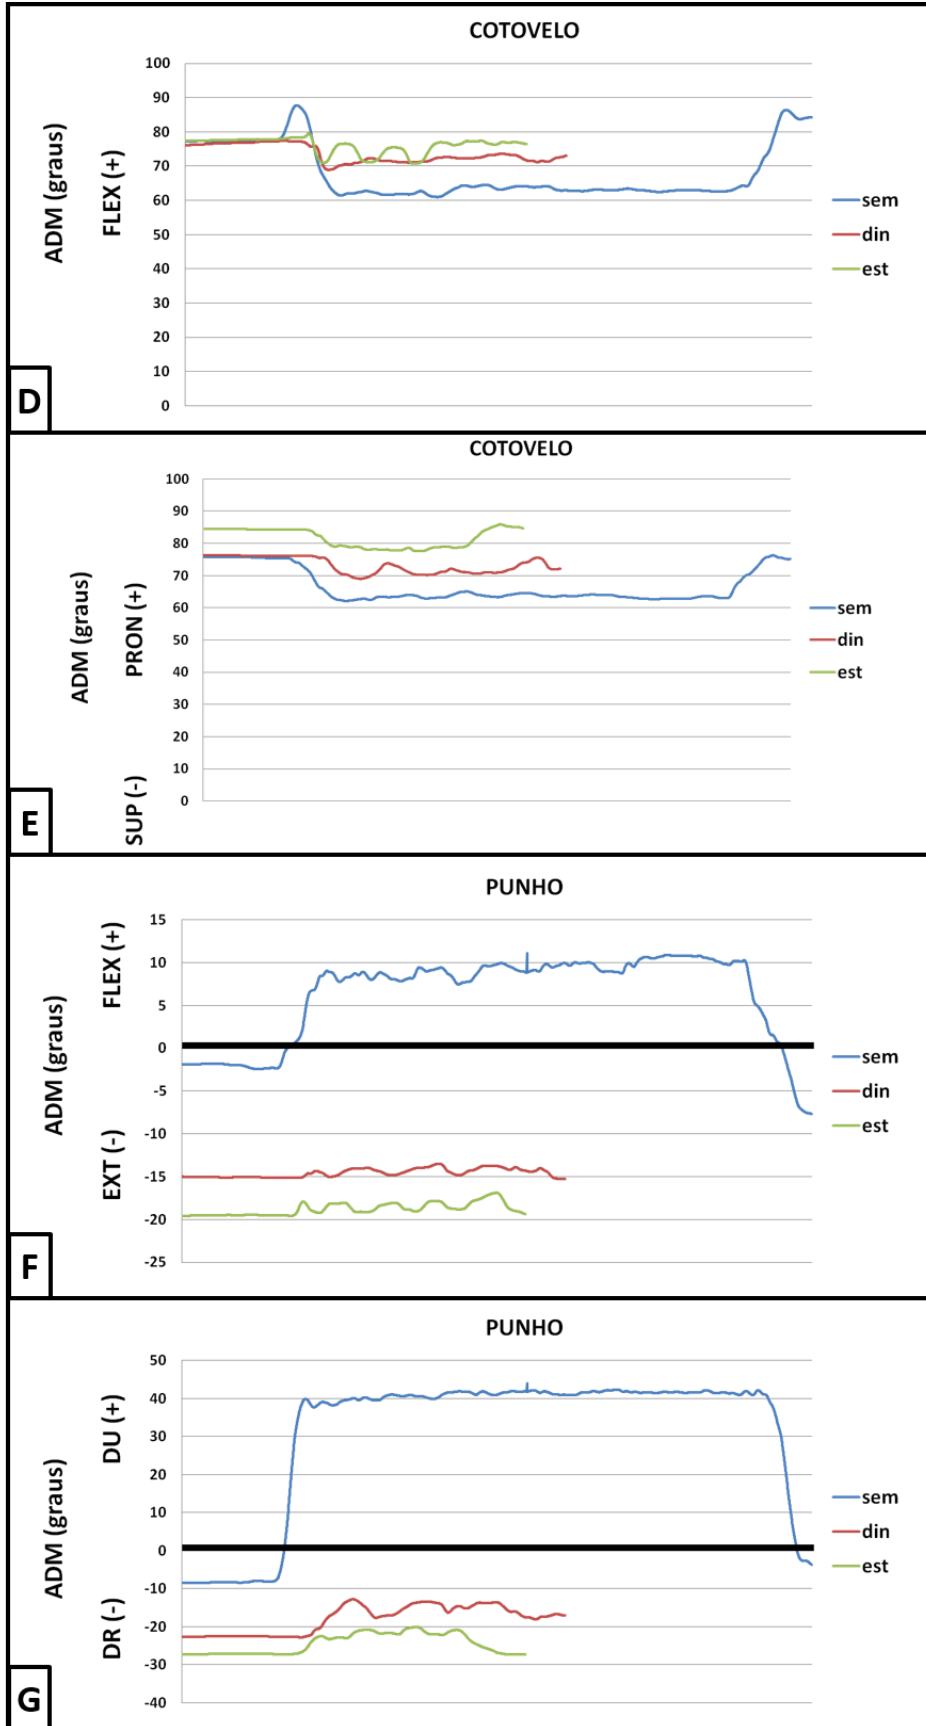 COTOVELO
ADM (graus)
FLEX (+)
100
90
80
70
60
50
40
30
20
10
0
sem
din
est
D
COTOVELO
ADM (graus)
PRON (+)
SUP (-)
100
90
80
70
60
50
40
30
20
10
0
sem
din
est
E
PUNHO
ADM (graus)
FLEX (+)
EXT (-)
15
10
5
0
-5
-10
-15
-20
-25
sem
din
est
F
PUNHO
ADM (graus)
DU (+)
DR (-)
50
40
30
20
10
0
-10
-20
-30
-40
sem
din
est
G